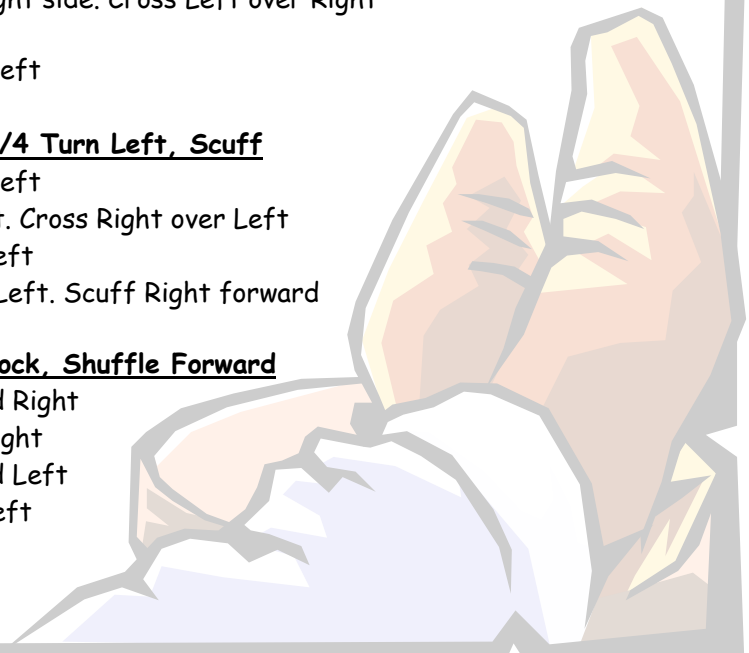 ght side. Cross Left over Right
eft
/4 Turn Left, Scuff
eft
t. Cross Right over Left
eft
Left. Scuff Right forward
ock, Shuffle Forward
d Right
ght
d Left
eft